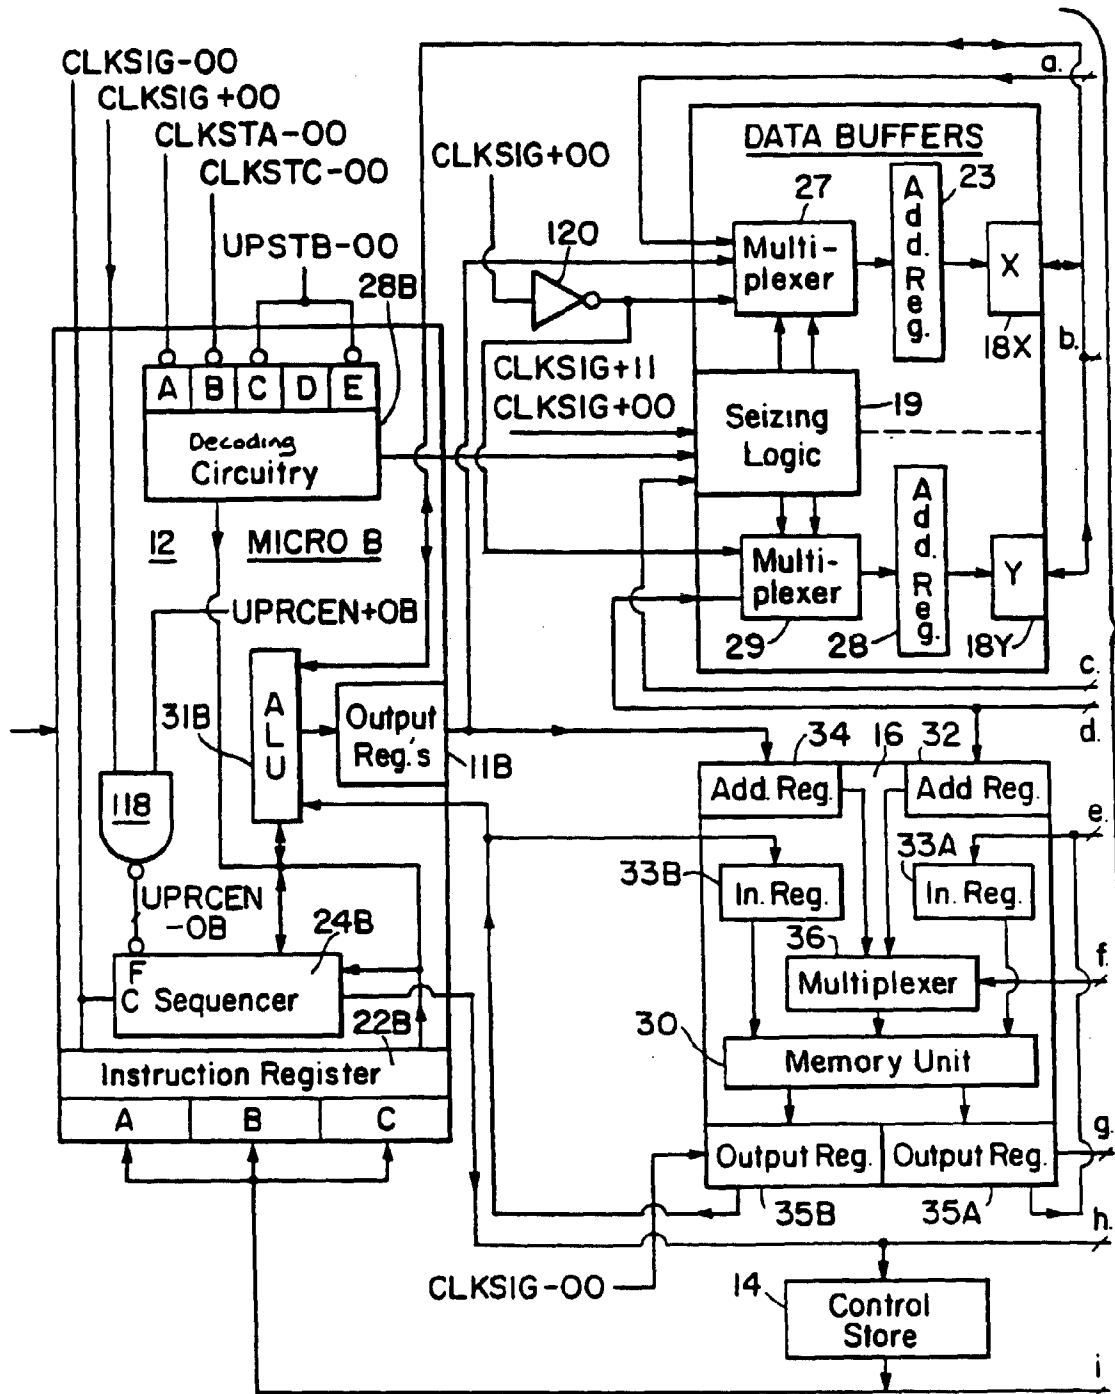 CLKSIG-00
CLKSIG+00
CLKSTA-00
CLKSTC-00
UPSTB-00
28B
A B C D E
Decoding
Circuitry
12 MICRO B
UPRCEN+0B
31B
ALU
Output
Reg.'s
11B
118
UPRCEN
-0B
24B
F
C Sequencer
22B
Instruction Register
A B C
a.
DATA BUFFERS
CLKSIG+00
120
27
Multi-
plexer
23
Add. Reg.
X
18X
b.
CLKSIG+11
CLKSIG+00
Seizing
Logic
19
Multi-
plexer
29
Add. Reg.
28
Y
18Y
c.
d.
34 16 32
Add. Reg. Add Reg.
e.
33B 33A
In. Reg. In. Reg.
36
Multiplexer
f.
30
Memory Unit
g.
Output Reg. Output Reg.
35B 35A
h.
CLKSIG-00
14
Control
Store
i